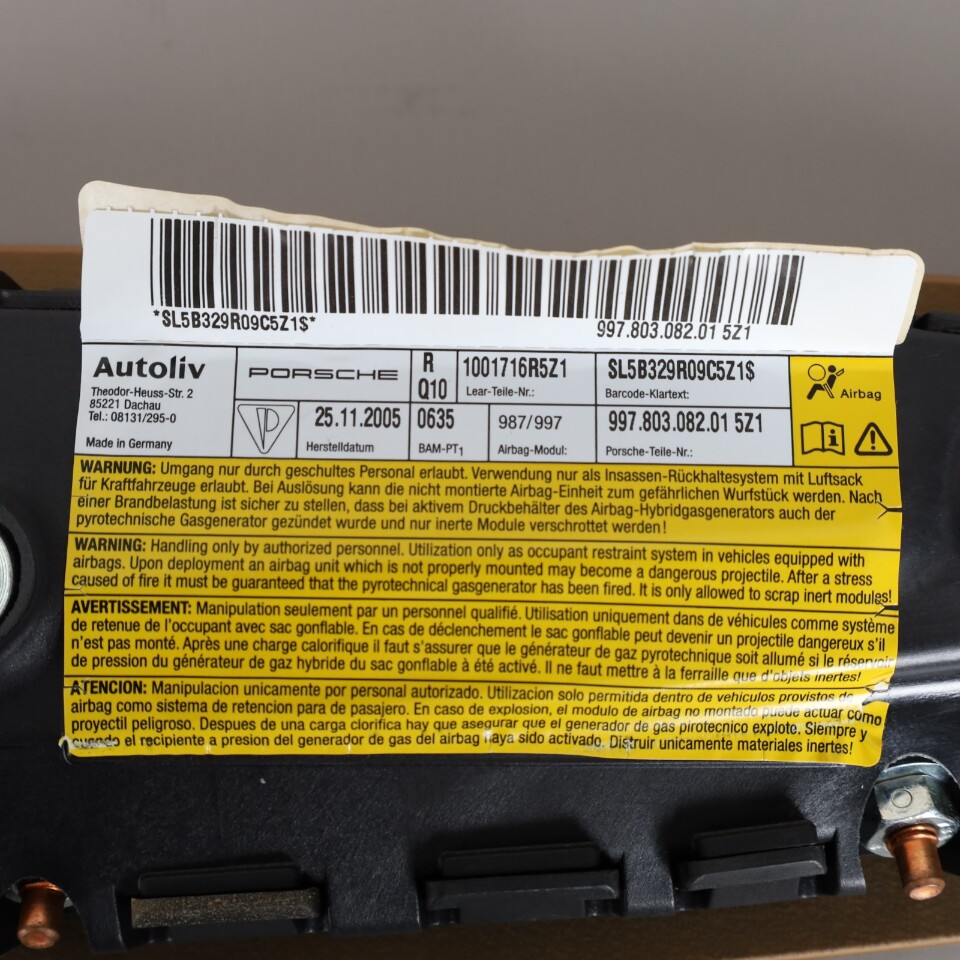 *SL5B329R09C5Z1$*
997.803.082.01 5Z1
Autoliv
Theodor-Heuss-Str. 2
85221 Dachau
Tel.: 08131/295-0
Made in Germany
PORSCHE
R
Q10
1001716R5Z1
Lear-Teile-Nr.:
SL5B329R09C5Z1$
Barcode-Klartext:
Airbag
25.11.2005
Herstelldatum
0635
BAM-PT1
987/997
Airbag-Modul:
997.803.082.01 5Z1
Porsche-Teile-Nr.:
WARNUNG: Umgang nur durch geschultes Personal erlaubt. Verwendung nur als Insassen-Rückhaltesystem mit Luftsack
für Kraftfahrzeuge erlaubt. Bei Auslösung kann die nicht montierte Airbag-Einheit zum gefährlichen Wurfstück werden. Nach
einer Brandbelastung ist sicher zu stellen, dass bei aktivem Druckbehälter des Airbag-Hybridgasgenerators auch der
pyrotechnische Gasgenerator gezündet wurde und nur inerte Module verschrottet werden!
WARNING: Handling only by authorized personnel. Utilization only as occupant restraint system in vehicles equipped with
airbags. Upon deployment an airbag unit which is not properly mounted may become a dangerous projectile. After a stress
caused of fire it must be guaranteed that the pyrotechnical gasgenerator has been fired. It is only allowed to scrap inert modules!
AVERTISSEMENT: Manipulation seulement par un personnel qualifié. Utilisation uniquement dans de véhicules comme système
de retenue de l'occupant avec sac gonflable. En cas de déclenchement le sac gonflable peut devenir un projectile dangereux s'il
n'est pas monté. Après une charge calorifique il faut s'assurer que le générateur de gaz pyrotechnique soit allumé si le réservoir
de pression du générateur de gaz hybride du sac gonflable à été activé. Il ne faut mettre à la ferraille que d'objets inertes!
ATENCION: Manipulacion unicamente por personal autorizado. Utilizacion solo permitida dentro de vehiculos provistos de
airbag como sistema de retencion para de pasajero. En caso de explosion, el modulo de airbag no montado puede actuar como
proyectil peligroso. Despues de una carga clorifica hay que asegurar que el generador de gas pirotecnico explote. Siempre y
cuando el recipiente a presion del generador de gas del airbag haya sido activado. Distruir unicamente materiales inertes!